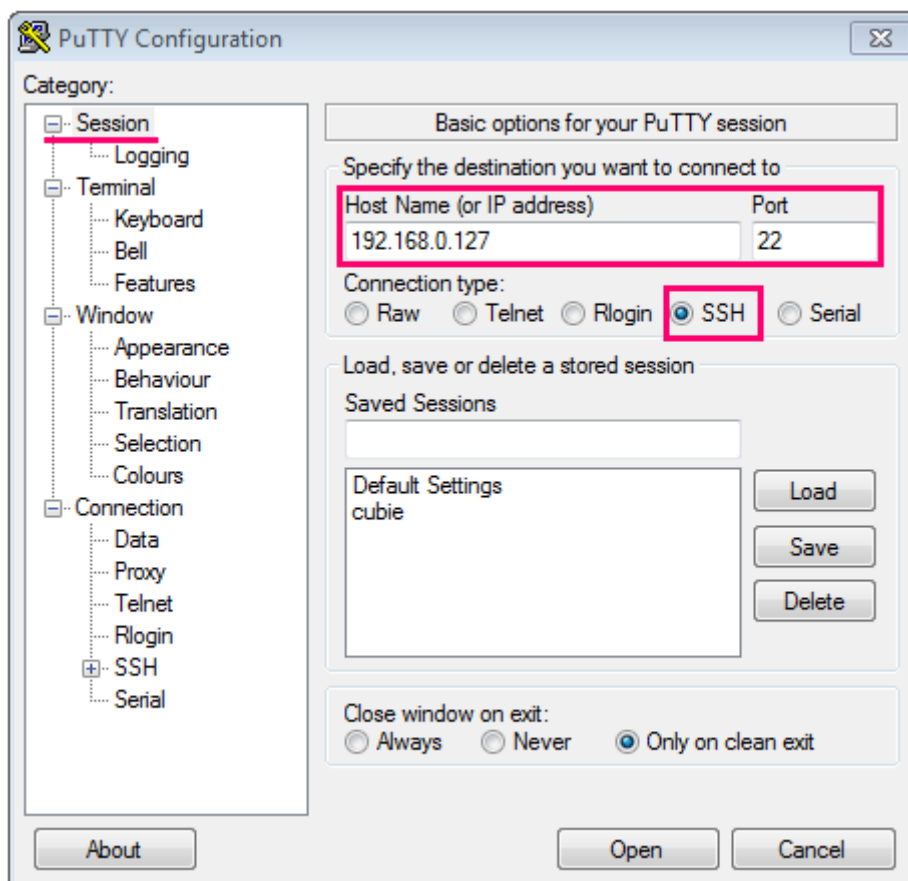 PuTTY Configuration
Category:
Session
Logging
Terminal
Keyboard
Bell
Features
Window
Appearance
Behaviour
Translation
Selection
Colours
Connection
Data
Proxy
Telnet
Rlogin
SSH
Serial
Basic options for your PuTTY session
Specify the destination you want to connect to
Host Name (or IP address) Port
192.168.0.127 22
Connection type:
Raw Telnet Rlogin SSH Serial
Load, save or delete a stored session
Saved Sessions
Default Settings
cubie
Load
Save
Delete
Close window on exit:
Always Never Only on clean exit
About Open Cancel